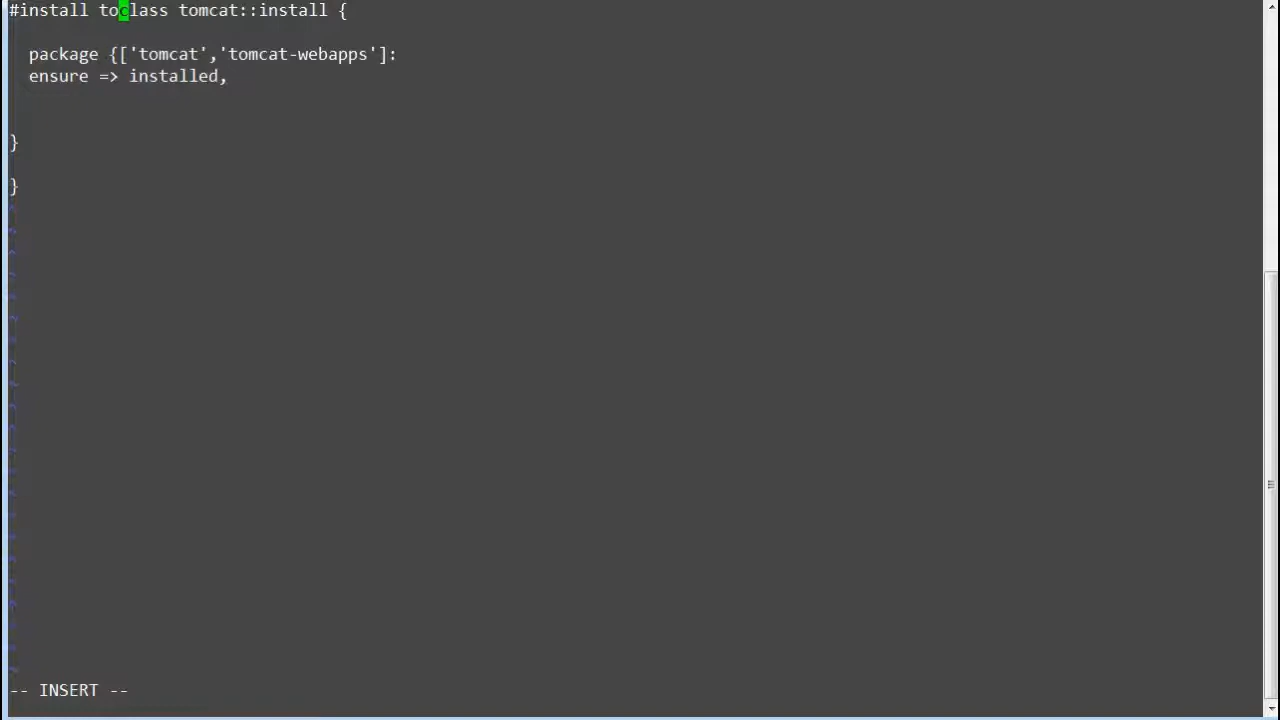 #install toclass tomcat::install {
package {['tomcat','tomcat-webapps']:
ensure => installed,
}
}
-- INSERT --